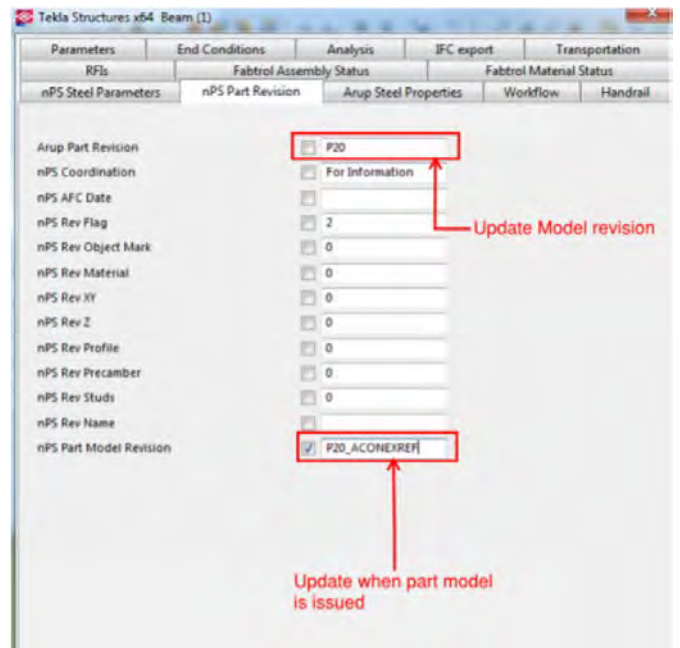 Tekla Structures x64 Beam (1)
Parameters End Conditions Analysis IFC export Transportation
RFIs Fabtrol Assembly Status Fabtrol Material Status
nPS Steel Parameters nPS Part Revision Arup Steel Properties Workflow Handrail
Arup Part Revision P20
nPS Coordination For Information
nPS AFC Date
nPS Rev Flag 2
Update Model revision
nPS Rev Object Mark 0
nPS Rev Material 0
nPS Rev XY 0
nPS Rev Z 0
nPS Rev Profile 0
nPS Rev Precamber 0
nPS Rev Studs 0
nPS Rev Name
nPS Part Model Revision P20_ACONEXREF
Update when part model
is issued